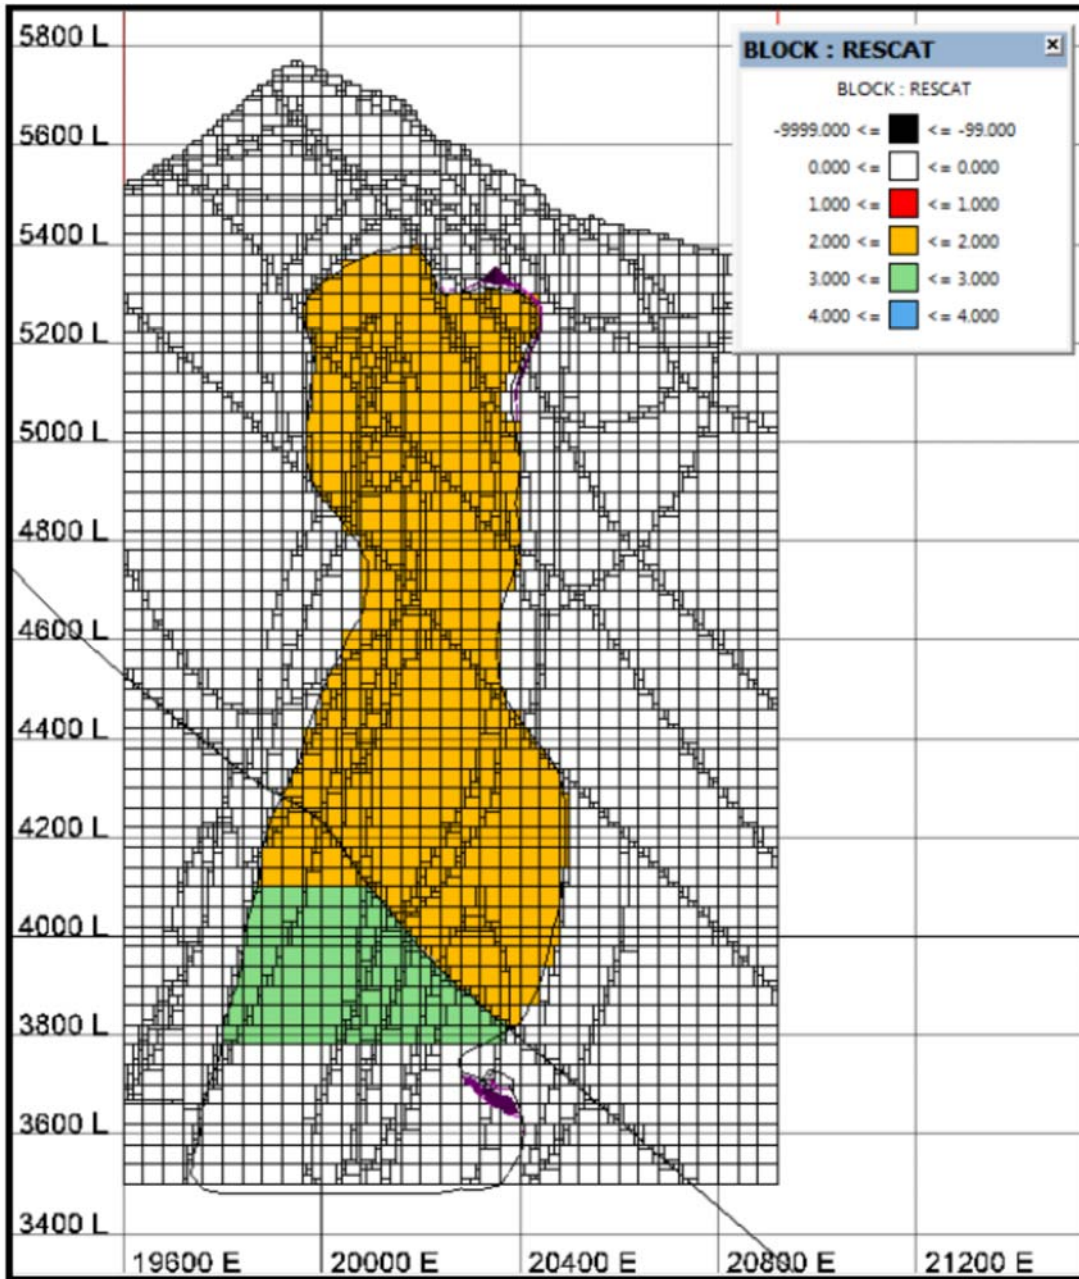 5800 L
5600 L
5400 L
5200 L
5000 L
4800 L
4600 L
4400 L
4200 L
4000 L
3800 L
3600 L
3400 L
19600 E 20000 E 20400 E 20800 E 21200 E
BLOCK : RESCAT
BLOCK : RESCAT
-9999.000 <= <= -99.000
0.000 <= <= 0.000
1.000 <= <= 1.000
2.000 <= <= 2.000
3.000 <= <= 3.000
4.000 <= <= 4.000